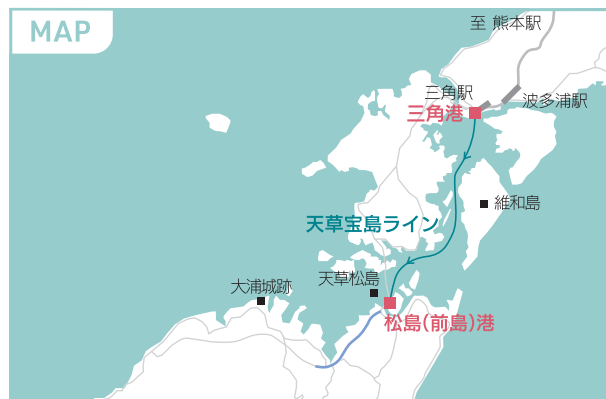 MAP
至 熊本駅
三角駅
波多浦駅
三角港
維和島
天草宝島ライン
天草松島
大浦城跡
松島(前島)港